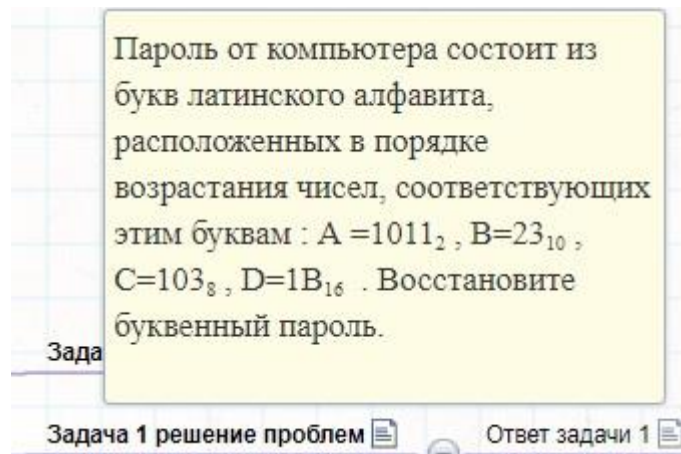 Пароль от компьютера состоит из
букв латинского алфавита,
расположенных в порядке
возрастания чисел, соответствующих
этим буквам : A =1011₂ , B=23₁₀ ,
C=103₈ , D=1B₁₆ . Восстановите
буквенный пароль.
Зада
Задача 1 решение проблем
Ответ задачи 1